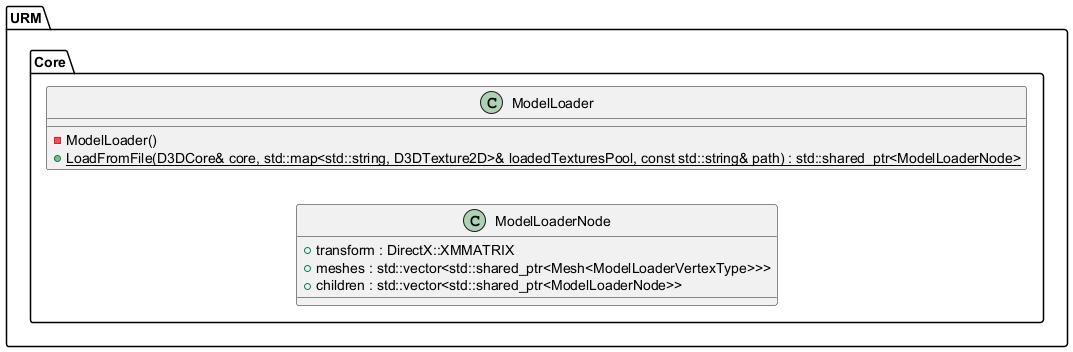 URM
Core
C ModelLoader
ModelLoader()
LoadFromFile(D3DCore& core, std::map<std::string, D3DTexture2D>& loadedTexturesPool, const std::string& path) : std::shared_ptr<ModelLoaderNode>
C ModelLoaderNode
transform : DirectX::XMMATRIX
meshes : std::vector<std::shared_ptr<Mesh<ModelLoaderVertexType>>>
children : std::vector<std::shared_ptr<ModelLoaderNode>>